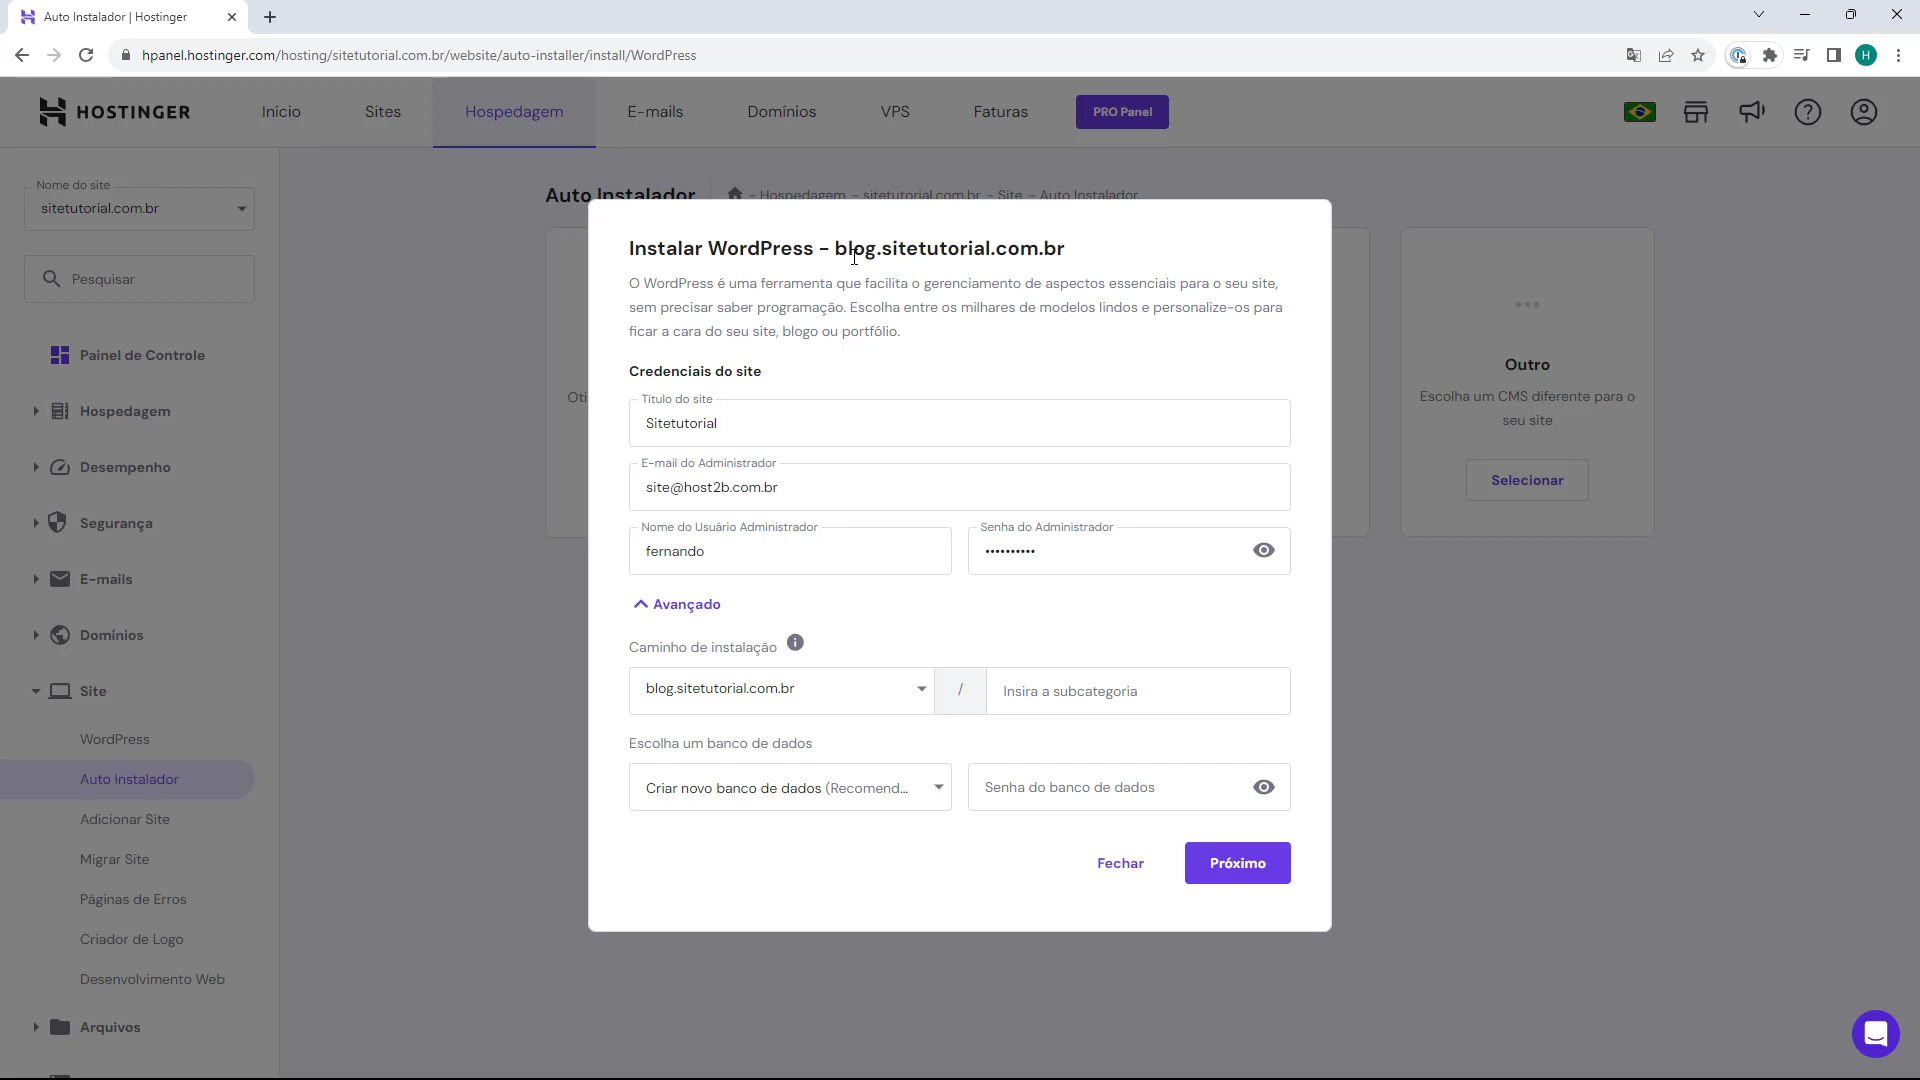 Auto Instalador | Hostinger
hpanel.hostinger.com/hosting/sitetutorial.com.br/website/auto-installer/install/WordPress
H
HOSTINGER
Início
Sites
Hospedagem
E-mails
Domínios
VPS
Faturas
PRO Panel
Nome do site
sitetutorial.com.br
Pesquisar
Painel de Controle
Hospedagem
Desempenho
Segurança
E-mails
Domínios
Site
WordPress
Auto Instalador
Adicionar Site
Migrar Site
Páginas de Erros
Criador de Logo
Desenvolvimento Web
Arquivos
Auto Instalador
- Hospedagem - sitetutorial.com.br - Site - Auto Instalador
Oti
Instalar WordPress - blog.sitetutorial.com.br
O WordPress é uma ferramenta que facilita o gerenciamento de aspectos essenciais para o seu site,
sem precisar saber programação. Escolha entre os milhares de modelos lindos e personalize-os para
ficar a cara do seu site, blogo ou portfólio.
Credenciais do site
Título do site
Sitetutorial
E-mail do Administrador
site@host2b.com.br
Nome do Usuário Administrador
fernando
Senha do Administrador
••••••••••
Avançado
Caminho de instalação
blog.sitetutorial.com.br
/
Insira a subcategoria
Escolha um banco de dados
Criar novo banco de dados (Recomend...
Senha do banco de dados
Fechar
Próximo
Outro
Escolha um CMS diferente para o
seu site
Selecionar